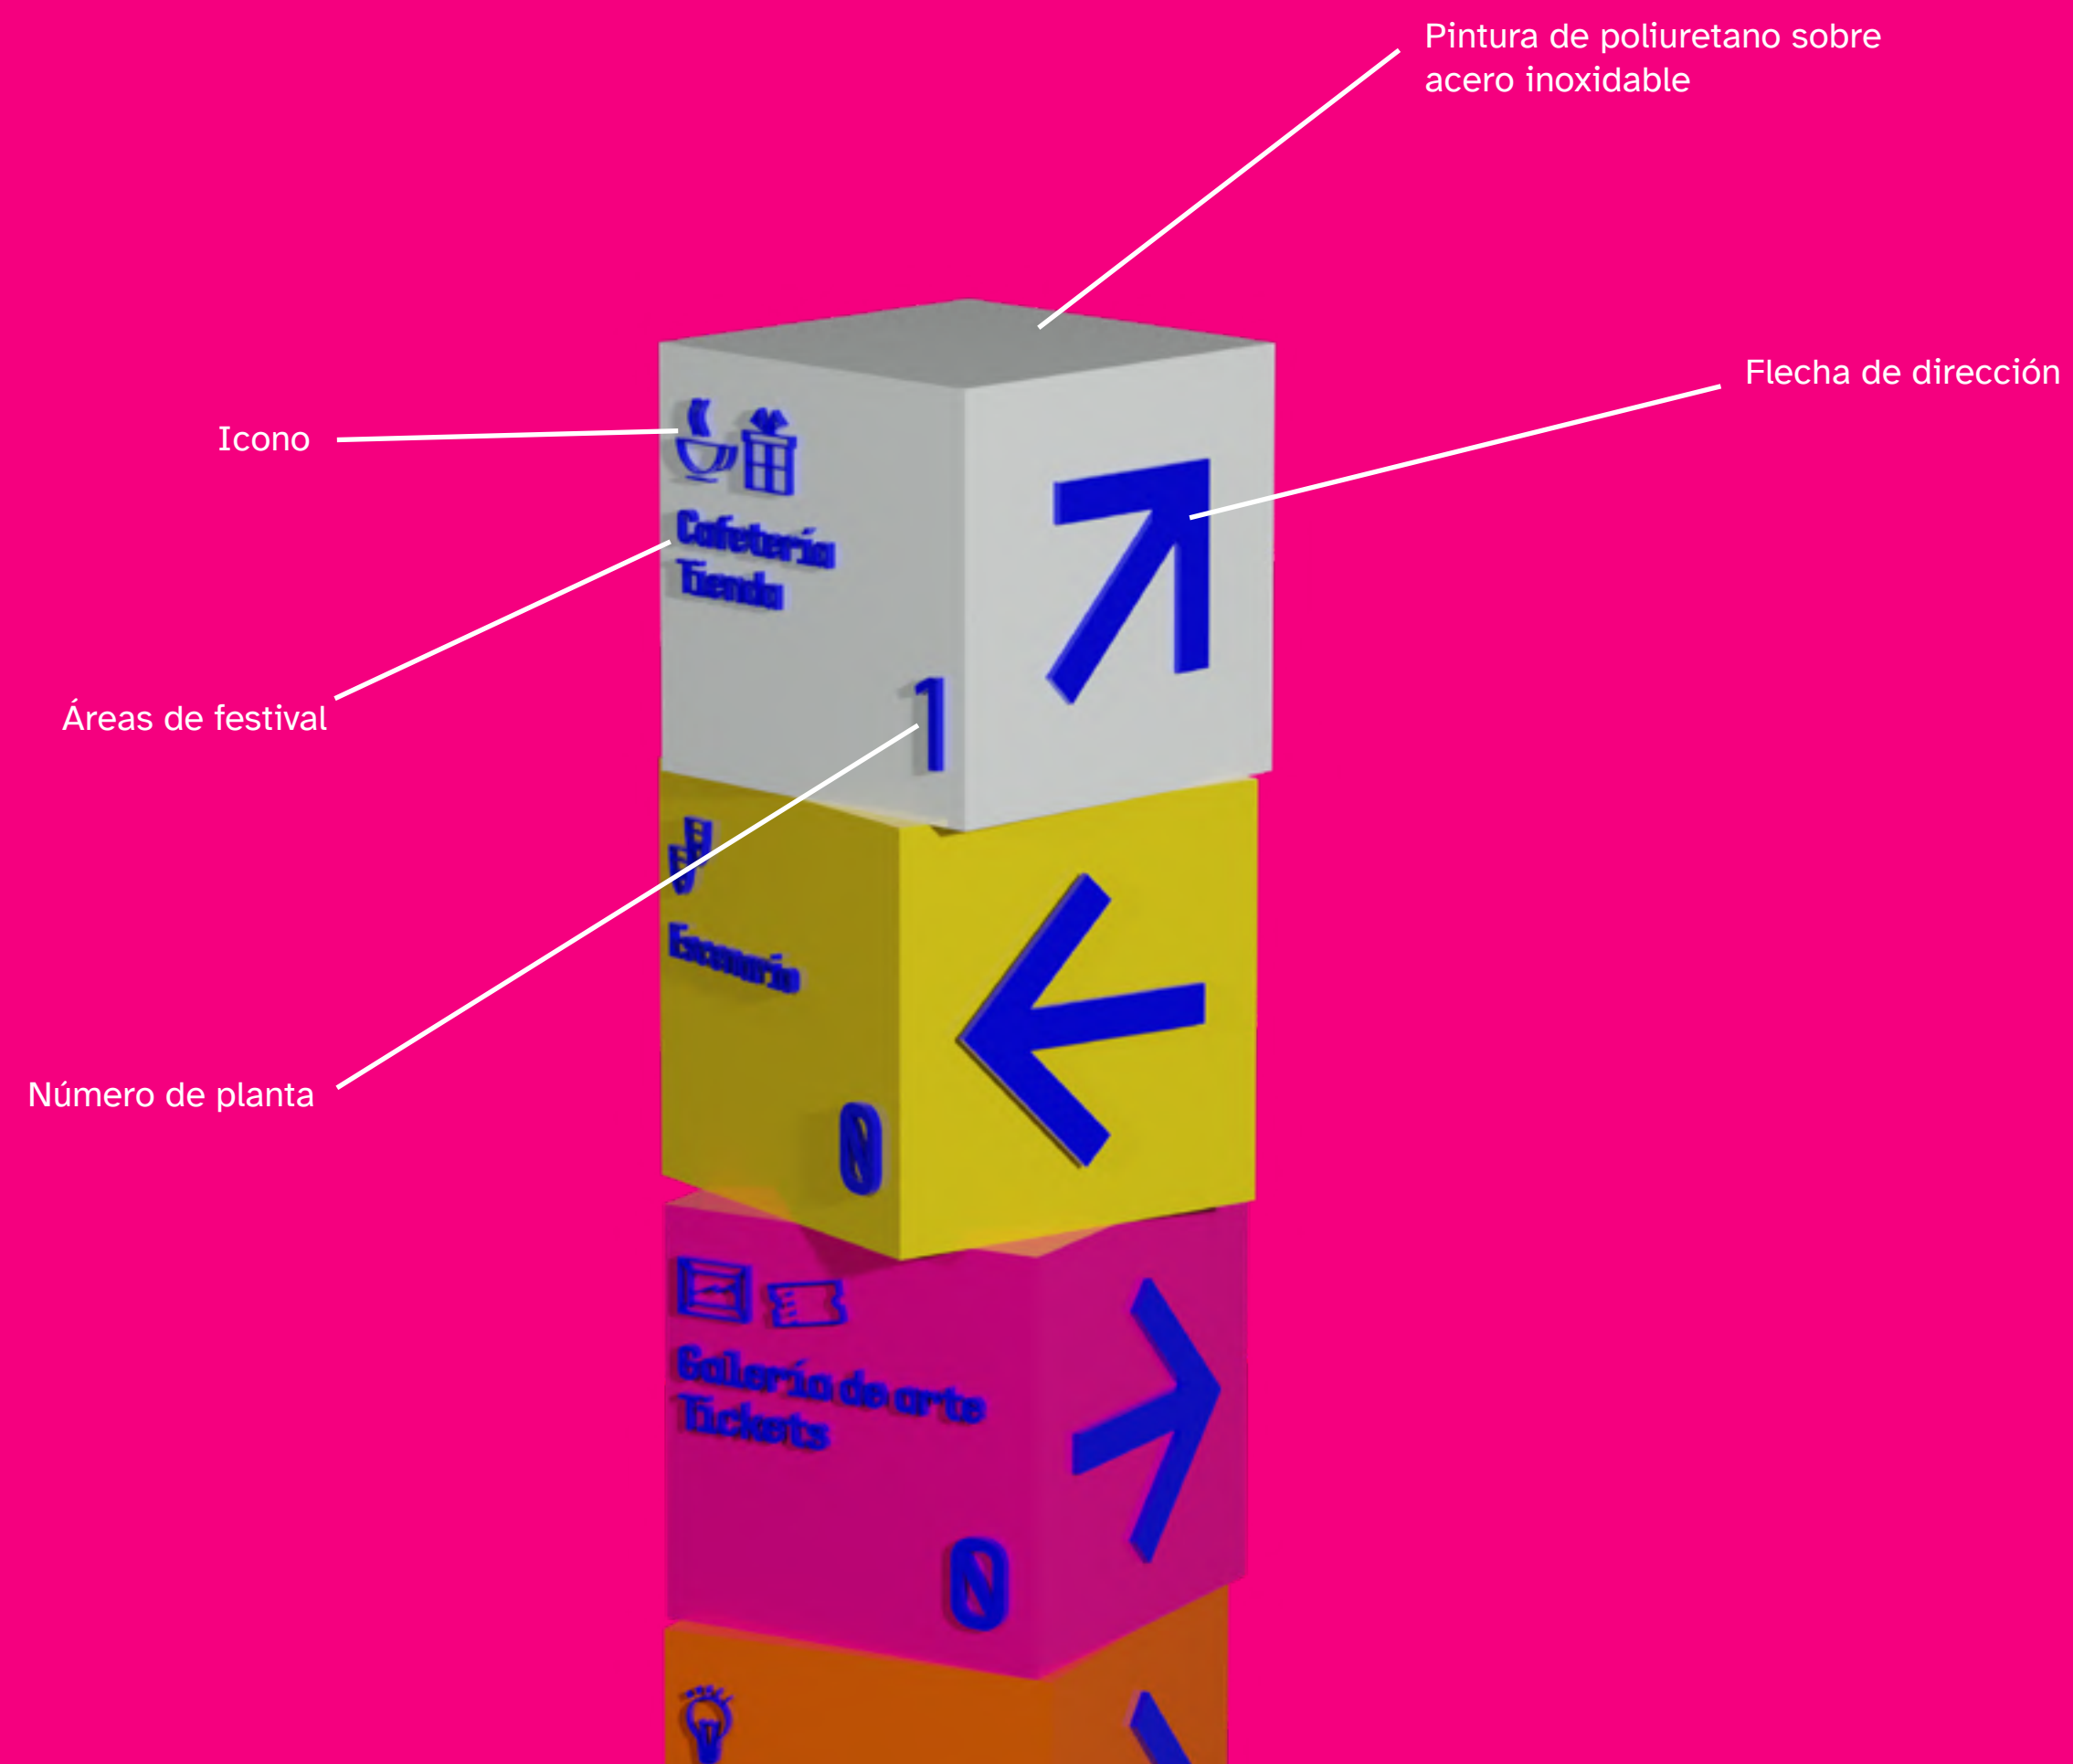 Pintura de poliuretano sobre
acero inoxidable
Flecha de dirección
Icono
Áreas de festival
Número de planta
Cafetería
Tienda
1
Escenario
0
Galería de arte
Tickets
0